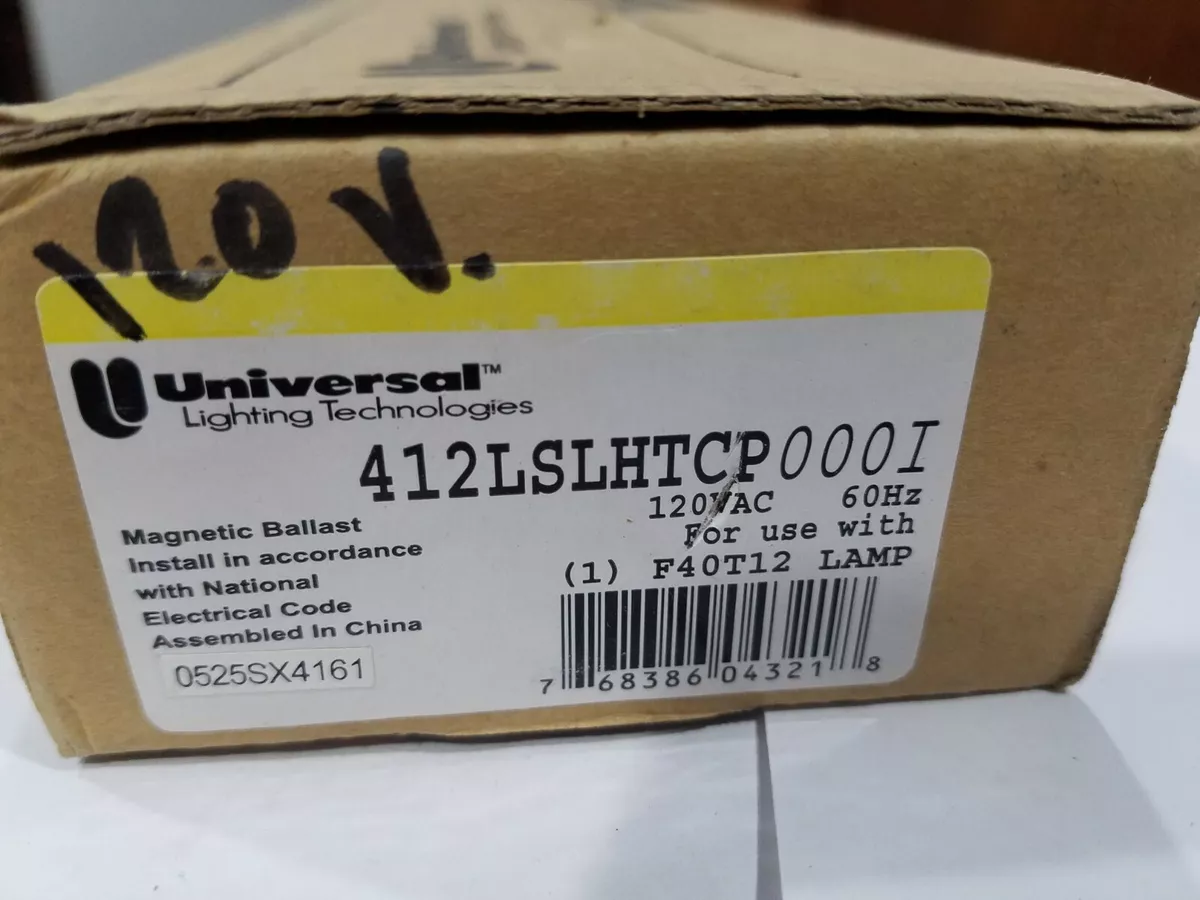 120 V.
Universal™
Lighting Technologies
412LSLHTCP000I
120VAC 60Hz
For use with
(1) F40T12 LAMP
Magnetic Ballast
Install in accordance
with National
Electrical Code
Assembled In China
0525SX4161
7 68386 04321 8